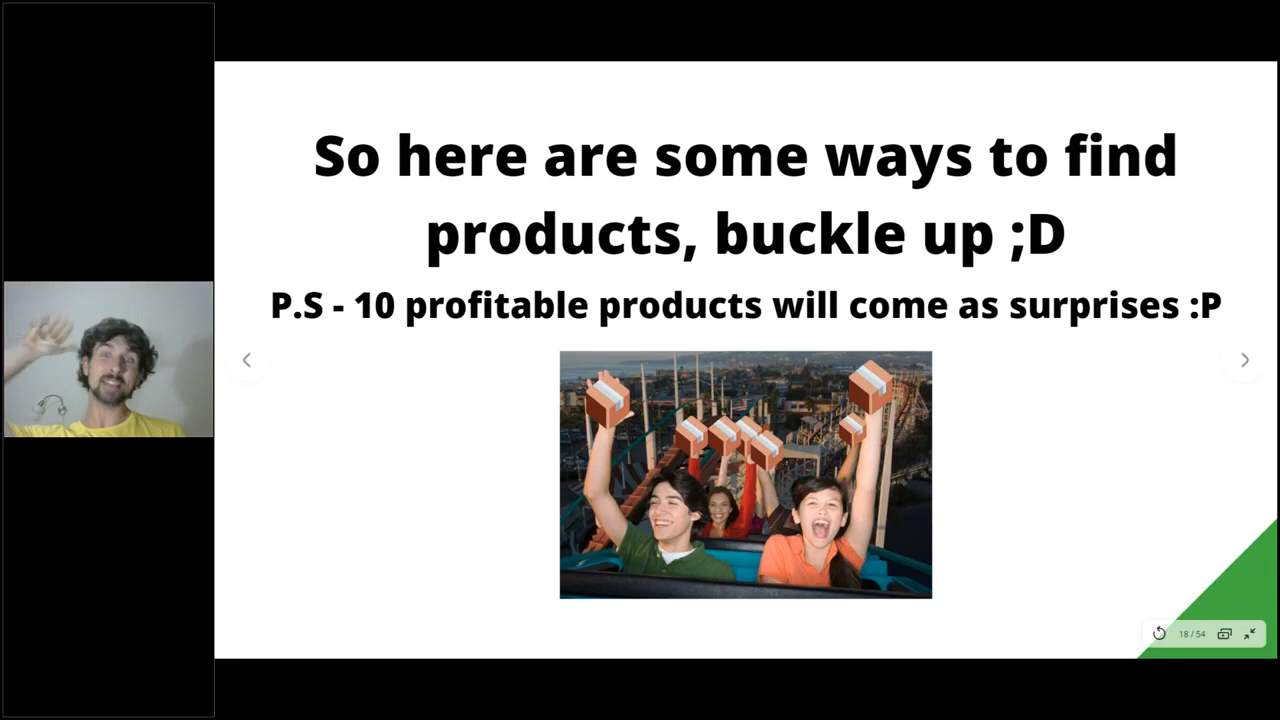 So here are some ways to find
products, buckle up ;D
P.S - 10 profitable products will come as surprises :P
18 / 54